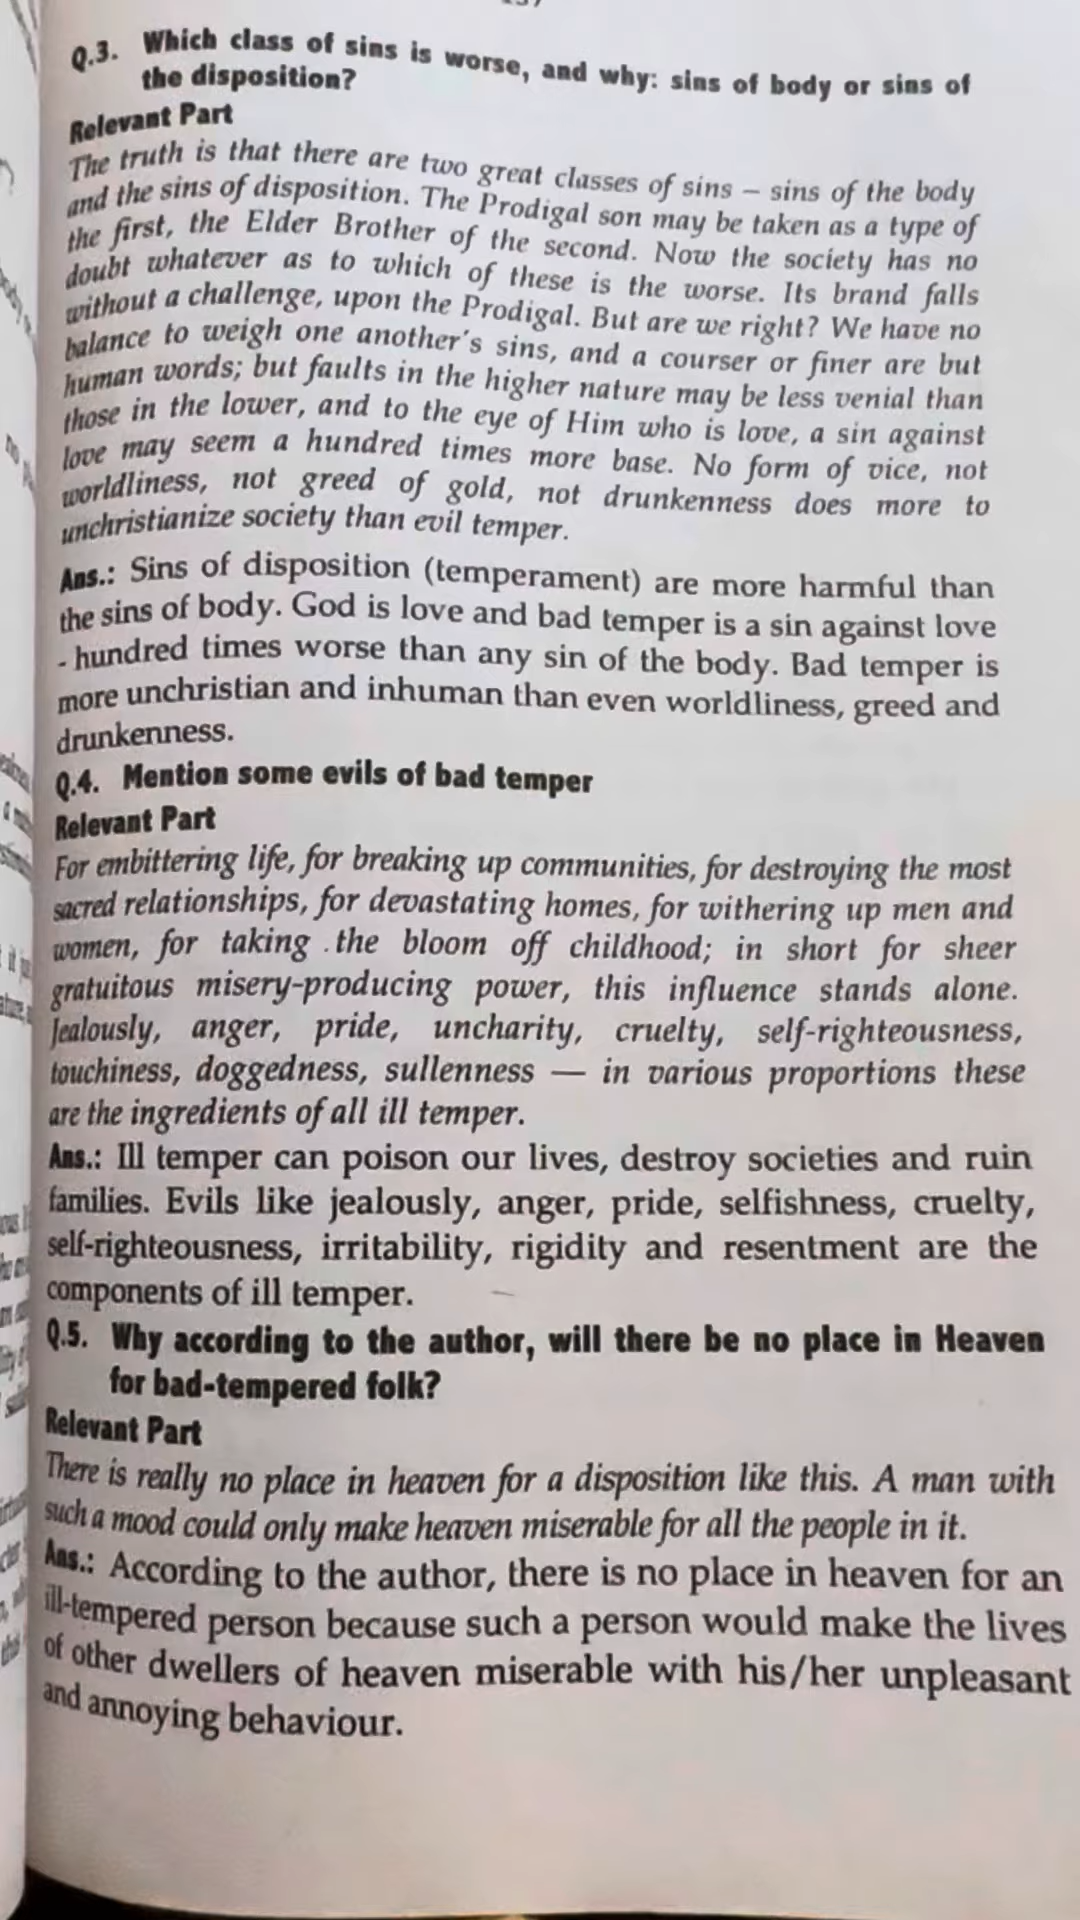 Q.3. Which class of sins is worse, and why: sins of body or sins of
the disposition?
Relevant Part
The truth is that there are two great classes of sins – sins of the body
and the sins of disposition. The Prodigal son may be taken as a type of
the first, the Elder Brother of the second. Now the society has no
doubt whatever as to which of these is the worse. Its brand falls
without a challenge, upon the Prodigal. But are we right? We have no
balance to weigh one another's sins, and a courser or finer are but
human words; but faults in the higher nature may be less venial than
those in the lower, and to the eye of Him who is love, a sin against
love may seem a hundred times more base. No form of vice, not
worldliness, not greed of gold, not drunkenness does more to
unchristianize society than evil temper.
Ans.: Sins of disposition (temperament) are more harmful than
the sins of body. God is love and bad temper is a sin against love
- hundred times worse than any sin of the body. Bad temper is
more unchristian and inhuman than even worldliness, greed and
drunkenness.
Q.4. Mention some evils of bad temper
Relevant Part
For embittering life, for breaking up communities, for destroying the most
sacred relationships, for devastating homes, for withering up men and
women, for taking the bloom off childhood; in short for sheer
gratuitous misery-producing power, this influence stands alone.
Jealously, anger, pride, uncharity, cruelty, self-righteousness,
touchiness, doggedness, sullenness — in various proportions these
are the ingredients of all ill temper.
Ans.: Ill temper can poison our lives, destroy societies and ruin
families. Evils like jealously, anger, pride, selfishness, cruelty,
self-righteousness, irritability, rigidity and resentment are the
components of ill temper.
Q.5. Why according to the author, will there be no place in Heaven
for bad-tempered folk?
Relevant Part
There is really no place in heaven for a disposition like this. A man with
such a mood could only make heaven miserable for all the people in it.
Ans.: According to the author, there is no place in heaven for an
ill-tempered person because such a person would make the lives
of other dwellers of heaven miserable with his/her unpleasant
and annoying behaviour.